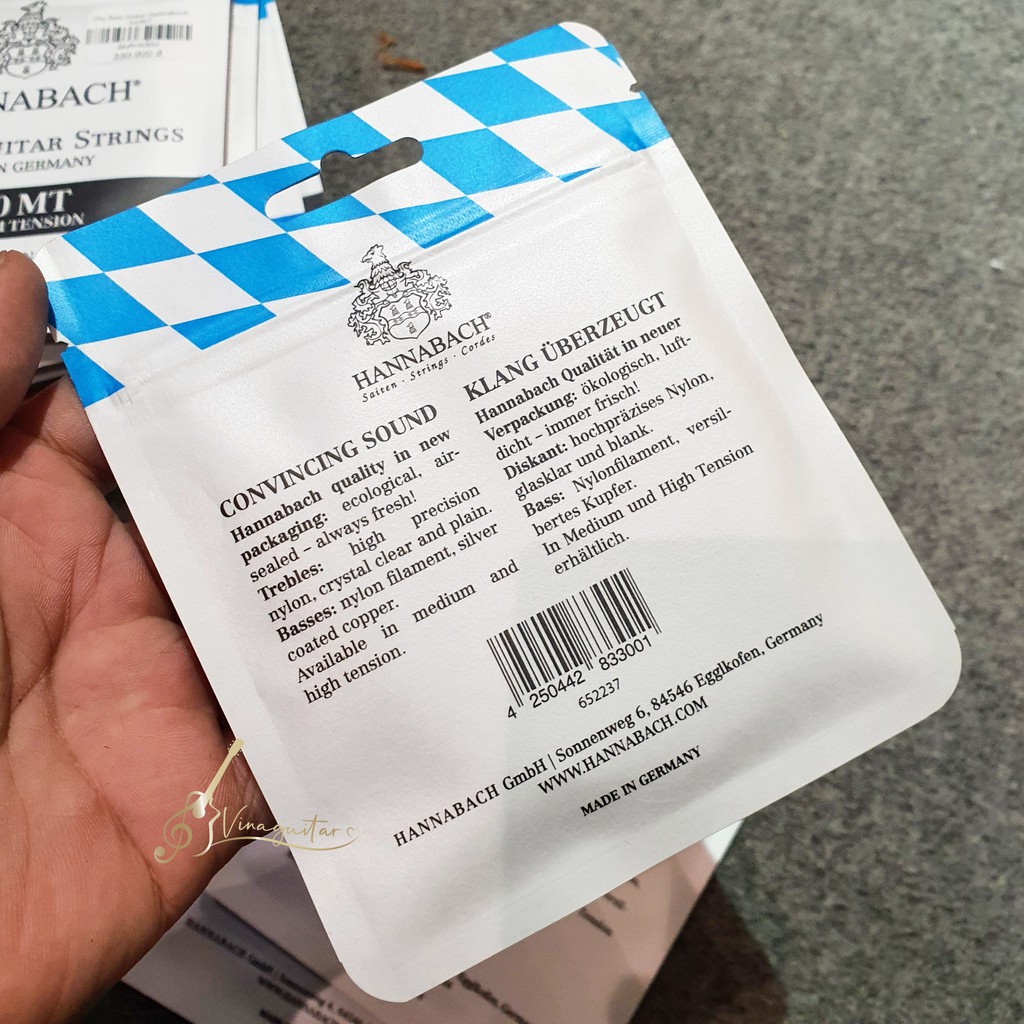 NABACH®
ITAR STRINGS
N GERMANY
0 MT
TENSION
HANNABACH®
Saiten · Strings · Cordes
CONVINCING SOUND
Hannabach quality in new
packaging: ecological, air-
sealed – always fresh!
Trebles: high precision
nylon, crystal clear and plain.
Basses: nylon filament, silver
coated copper.
Available in medium and
high tension.
KLANG ÜBERZEUGT
Hannabach Qualität in neuer
Verpackung: ökologisch, luft-
dicht – immer frisch!
Diskant: hochpräzises Nylon,
glasklar und blank.
Bass: Nylonfilament, versil-
bertes Kupfer.
In Medium und High Tension
erhältlich.
4 250442 833001
652237
HANNABACH GmbH | Sonnenweg 6, 84546 Egglkofen, Germany
WWW.HANNABACH.COM
MADE IN GERMANY
Vinaguitar